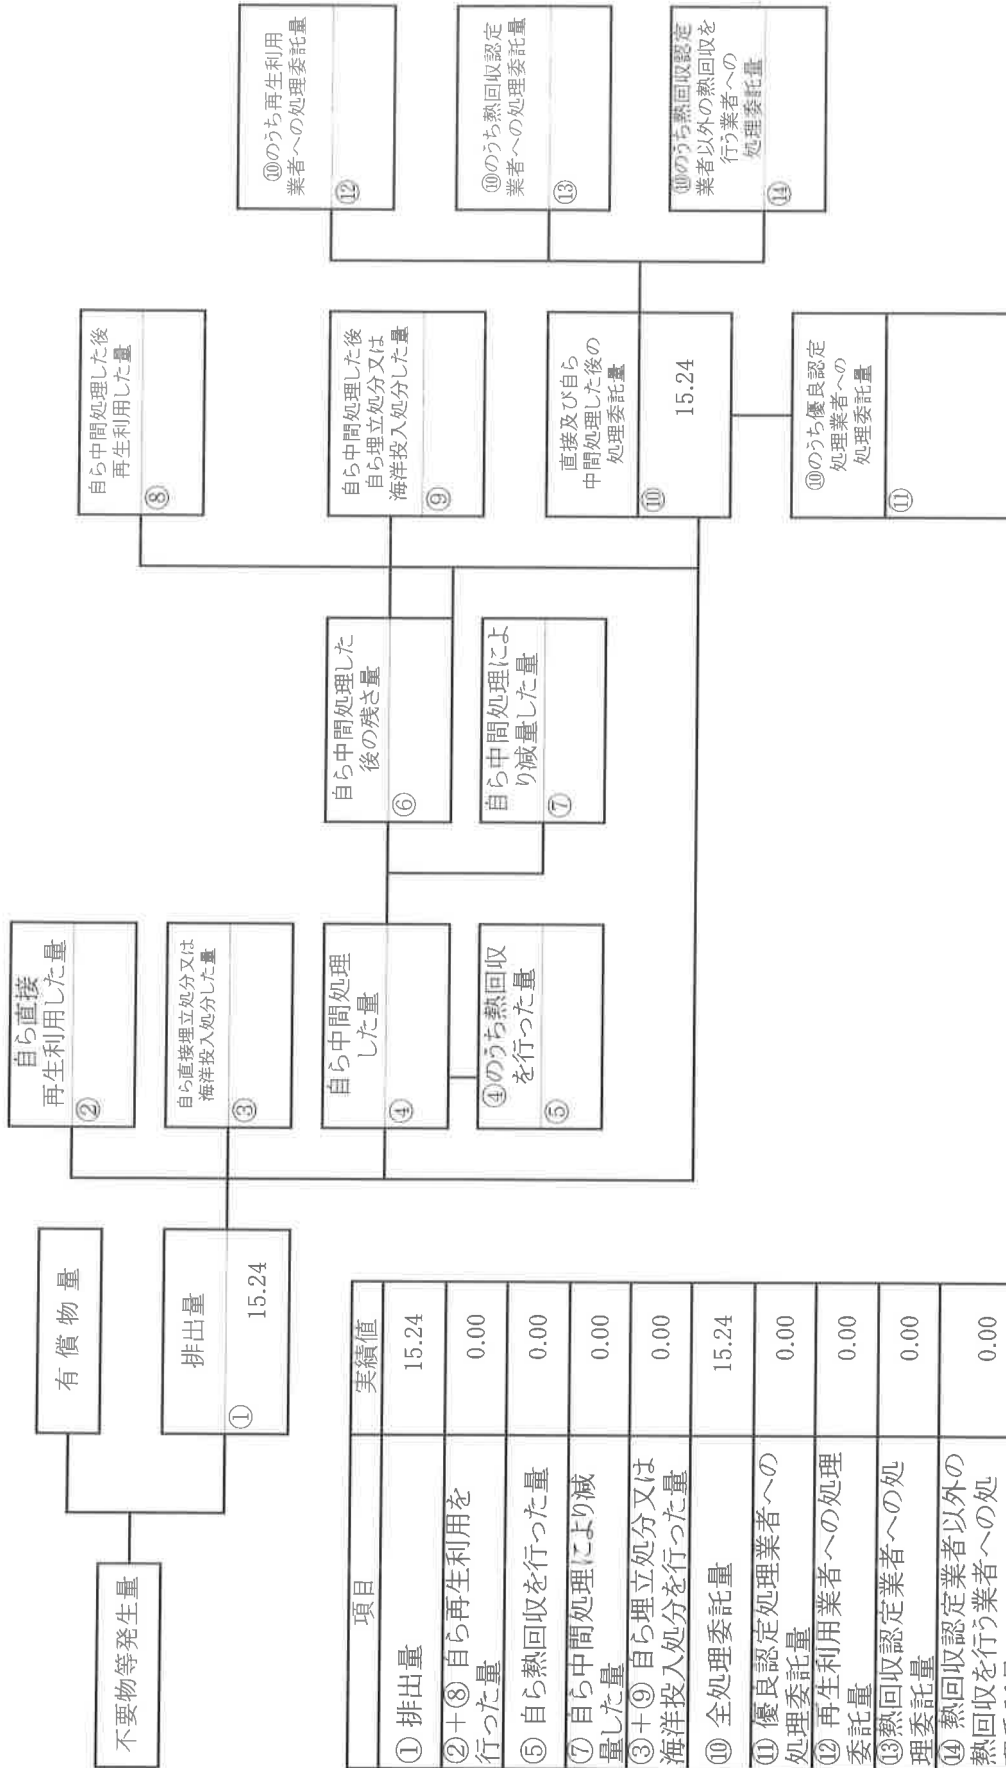 不要物等発生量
有償物量
排出量
①
15.24
自ら直接
再生利用した量
②
自ら直接埋立処分又は
海洋投入処分した量
③
自ら中間処理
した量
④
④のうち熱回収
を行った量
⑤
自ら中間処理した
後の残さ量
⑥
自ら中間処理によ
り減量した量
⑦
自ら中間処理した後
再生利用した量
⑧
自ら中間処理した後
自ら埋立処分又は
海洋投入処分した量
⑨
直接及び自ら
中間処理した後の
処理委託量
⑩
15.24
⑩のうち優良認定
処理業者への
処理委託量
⑪
⑩のうち再生利用
業者への処理委託量
⑫
⑩のうち熱回収認定
業者への処理委託量
⑬
⑩のうち熱回収認定
業者以外の熱回収を
行う業者への
処理委託量
⑭
項目 実績値
① 排出量 15.24
②+⑧ 自ら再生利用を
行った量 0.00
⑤ 自ら熱回収を行った量 0.00
⑦ 自ら中間処理により減
量した量 0.00
③+⑨ 自ら埋立処分又は
海洋投入処分を行った量 0.00
⑩ 全処理委託量 15.24
⑪ 優良認定処理業者への
処理委託量 0.00
⑫ 再生利用業者への処理
委託量 0.00
⑬熱回収認定業者への処
理委託量 0.00
⑭ 熱回収認定業者以外の
熱回収を行う業者への処 0.00